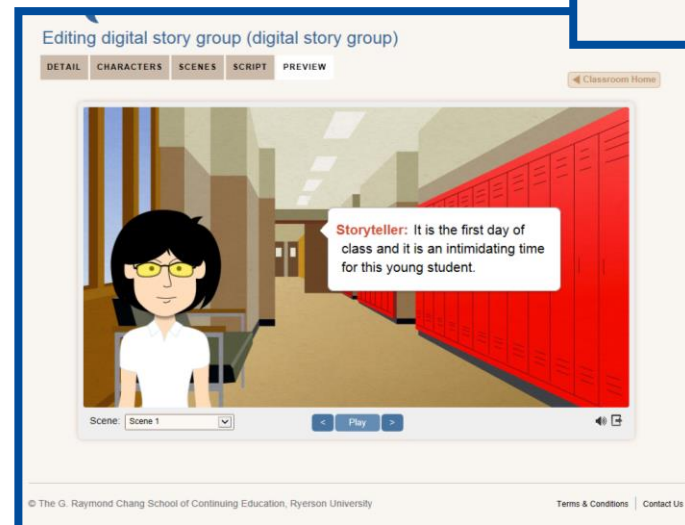 Editing digital story group (digital story group)
DETAIL CHARACTERS SCENES SCRIPT PREVIEW
Classroom Home
Storyteller: It is the first day of
class and it is an intimidating time
for this young student.
Scene: Scene 1 < Play >
© The G. Raymond Chang School of Continuing Education, Ryerson University Terms & Conditions | Contact Us